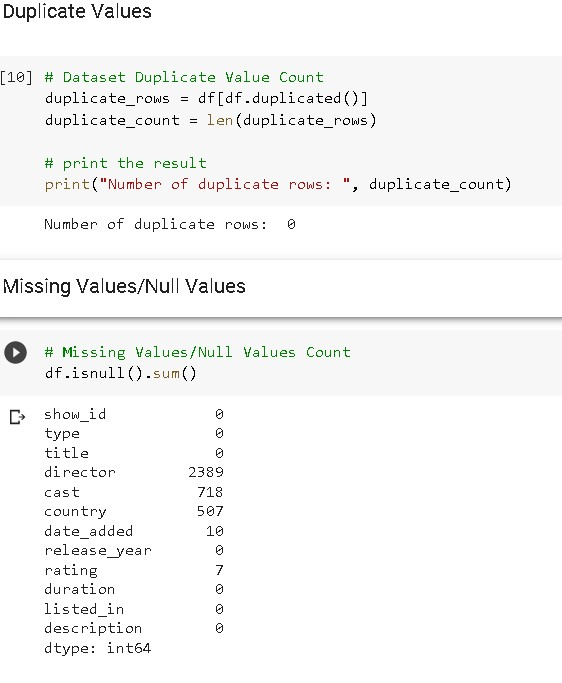 Duplicate Values
[10] # Dataset Duplicate Value Count
duplicate_rows = df[df.duplicated()]
duplicate_count = len(duplicate_rows)
# print the result
print("Number of duplicate rows: ", duplicate_count)
Number of duplicate rows:  0
Missing Values/Null Values
# Missing Values/Null Values Count
df.isnull().sum()
show_id 0
type 0
title 0
director 2389
cast 718
country 507
date_added 10
release_year 0
rating 7
duration 0
listed_in 0
description 0
dtype: int64